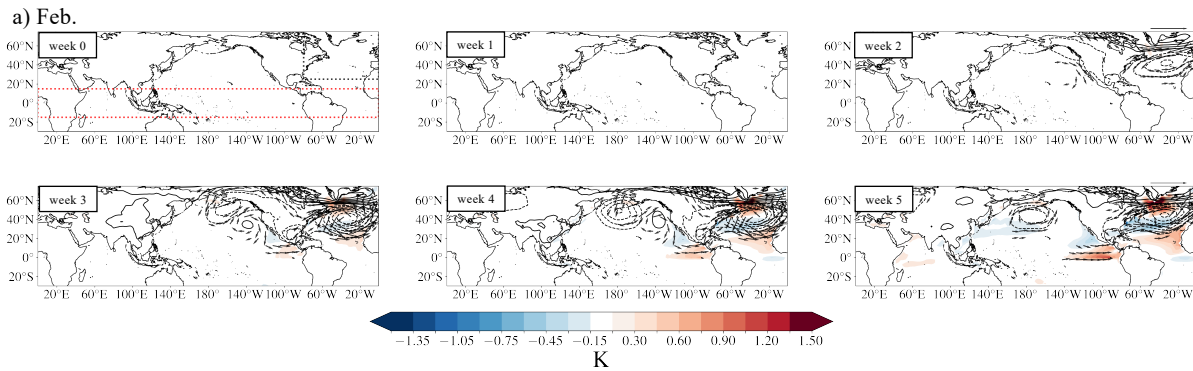 a) Feb.
week 0 week 1 week 2
60°N 60°N 60°N
40°N 40°N 40°N
20°N 20°N 20°N
0° 0° 0°
20°S 20°S 20°S
20°E 60°E 100°E 140°E 180° 140°W 100°W 60°W 20°W 20°E 60°E 100°E 140°E 180° 140°W 100°W 60°W 20°W 20°E 60°E 100°E 140°E 180° 140°W 100°W 60°W 20°W
week 3 week 4 week 5
60°N 60°N 60°N
40°N 40°N 40°N
20°N 20°N 20°N
0° 0° 0°
20°S 20°S 20°S
20°E 60°E 100°E 140°E 180° 140°W 100°W 60°W 20°W 20°E 60°E 100°E 140°E 180° 140°W 100°W 60°W 20°W 20°E 60°E 100°E 140°E 180° 140°W 100°W 60°W 20°W
−1.35 −1.05 −0.75 −0.45 −0.15 0.30 0.60 0.90 1.20 1.50
K